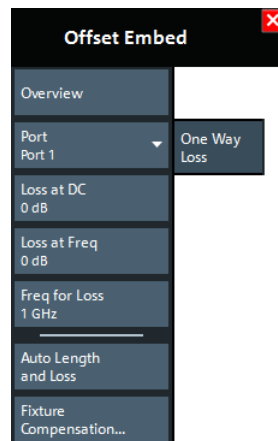 Offset Embed
Overview
Port
Port 1
One Way
Loss
Loss at DC
0 dB
Loss at Freq
0 dB
Freq for Loss
1 GHz
Auto Length
and Loss
Fixture
Compensation...